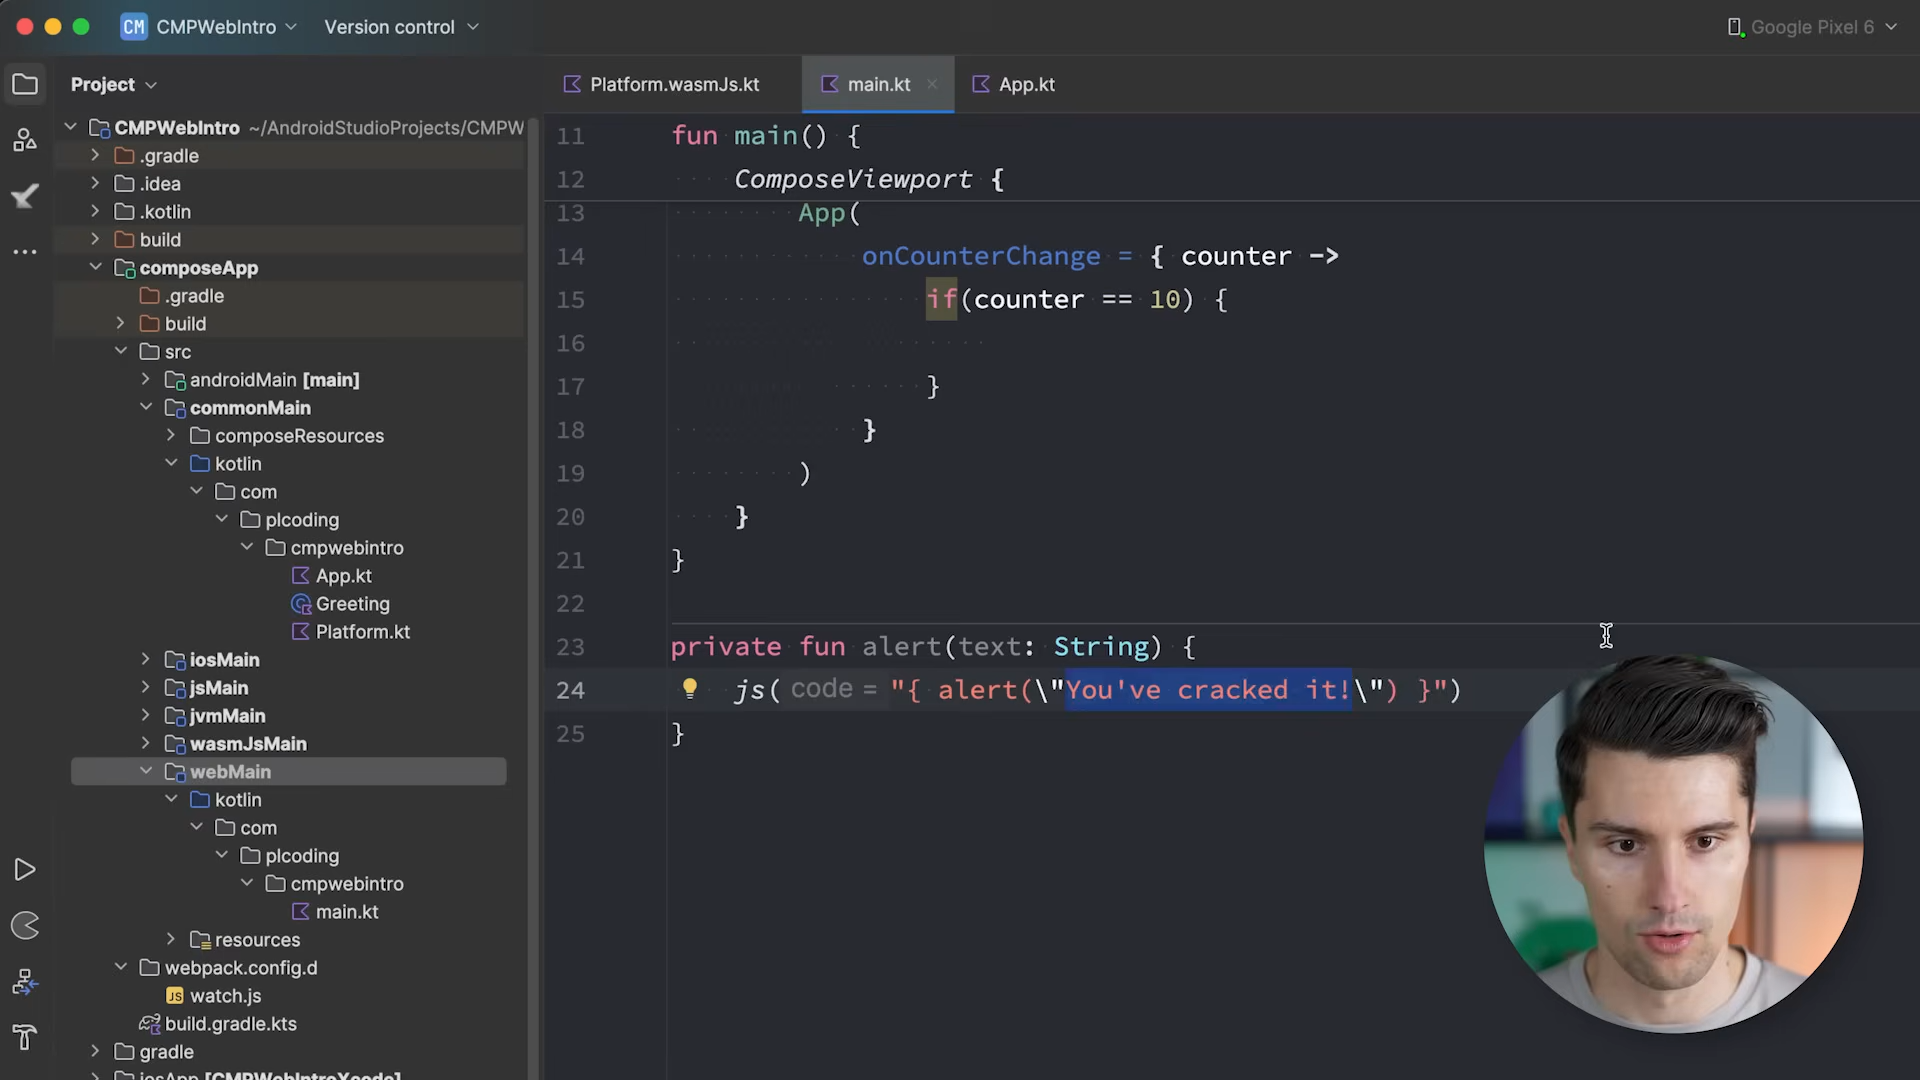 CM CMPWebIntro Version control Google Pixel 6
Project
Platform.wasmJs.kt main.kt App.kt
CMPWebIntro ~/AndroidStudioProjects/CMPW
.gradle
.idea
.kotlin
build
composeApp
.gradle
build
src
androidMain [main]
commonMain
composeResources
kotlin
com
plcoding
cmpwebintro
App.kt
Greeting
Platform.kt
iosMain
jsMain
jvmMain
wasmJsMain
webMain
kotlin
com
plcoding
cmpwebintro
main.kt
resources
webpack.config.d
JS watch.js
build.gradle.kts
gradle
iosApp [CMPWebIntroXcode]
11 fun main() {
12 ComposeViewport {
13 App(
14 onCounterChange = { counter ->
15 if(counter == 10) {
16
17 }
18 }
19 )
20 }
21 }
22
23 private fun alert(text: String) {
24 js( code = "{ alert(\"You've cracked it!\") }")
25 }